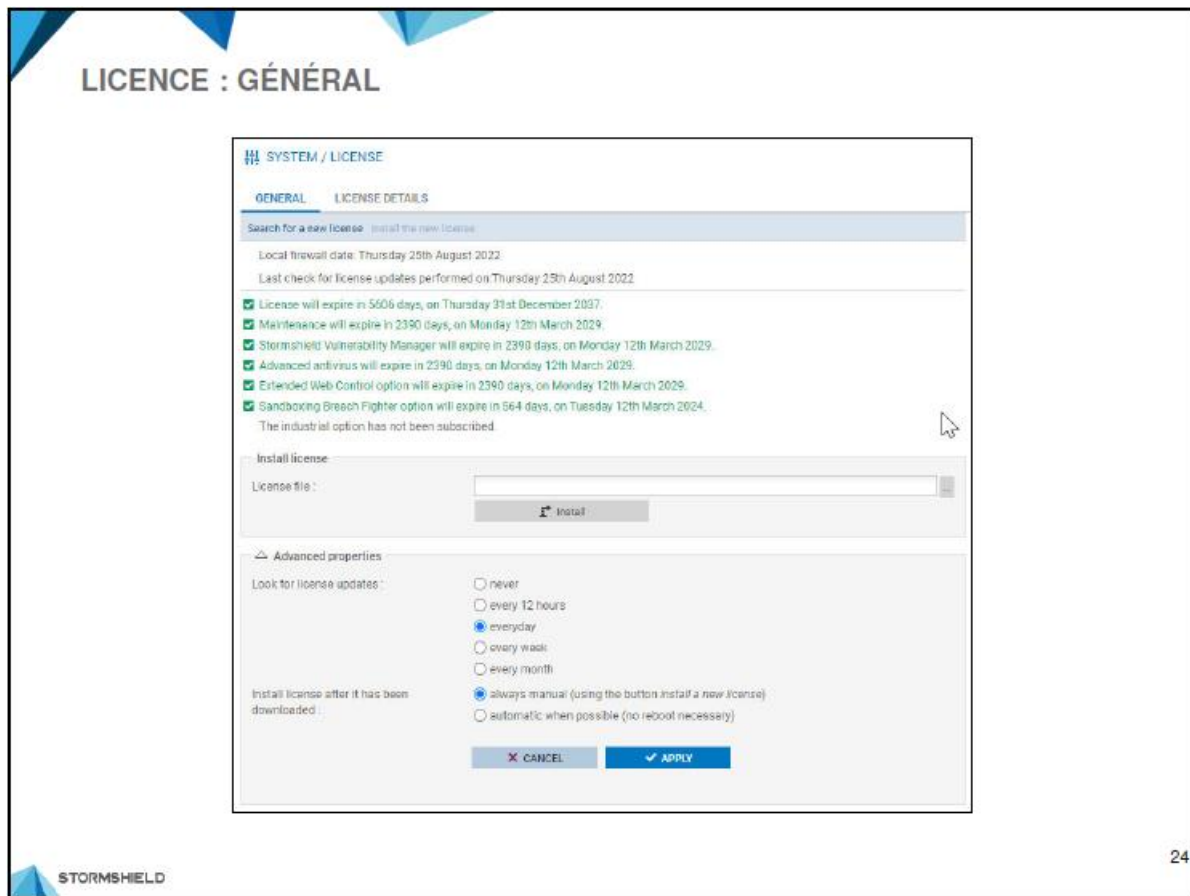 LICENCE : GÉNÉRAL
SYSTEM / LICENSE
GENERAL LICENSE DETAILS
Search for a new license Install the new license
Local firewall date: Thursday 25th August 2022
Last check for license updates performed on:Thursday 25th August 2022
License will expire in 5606 days, on Thursday 31st December 2037.
Maintenance will expire in 2390 days, on Monday 12th March 2029.
Stormshield Vulnerability Manager will expire in 2390 days, on Monday 12th March 2029.
Advanced antivirus will expire in 2390 days, on Monday 12th March 2029.
Extended Web Control option will expire in 2390 days, on Monday 12th March 2029.
Sandboxing Breach Fighter option will expire in 564 days, on Tuesday 12th March 2024.
The industrial option has not been subscribed
Install license
License file :
...
Install
Advanced properties
Look for license updates :
never
every 12 hours
everyday
every week
every month
Install license after it has been downloaded :
always manual (using the button install a new license)
automatic when possible (no reboot necessary)
CANCEL APPLY
24
STORMSHIELD